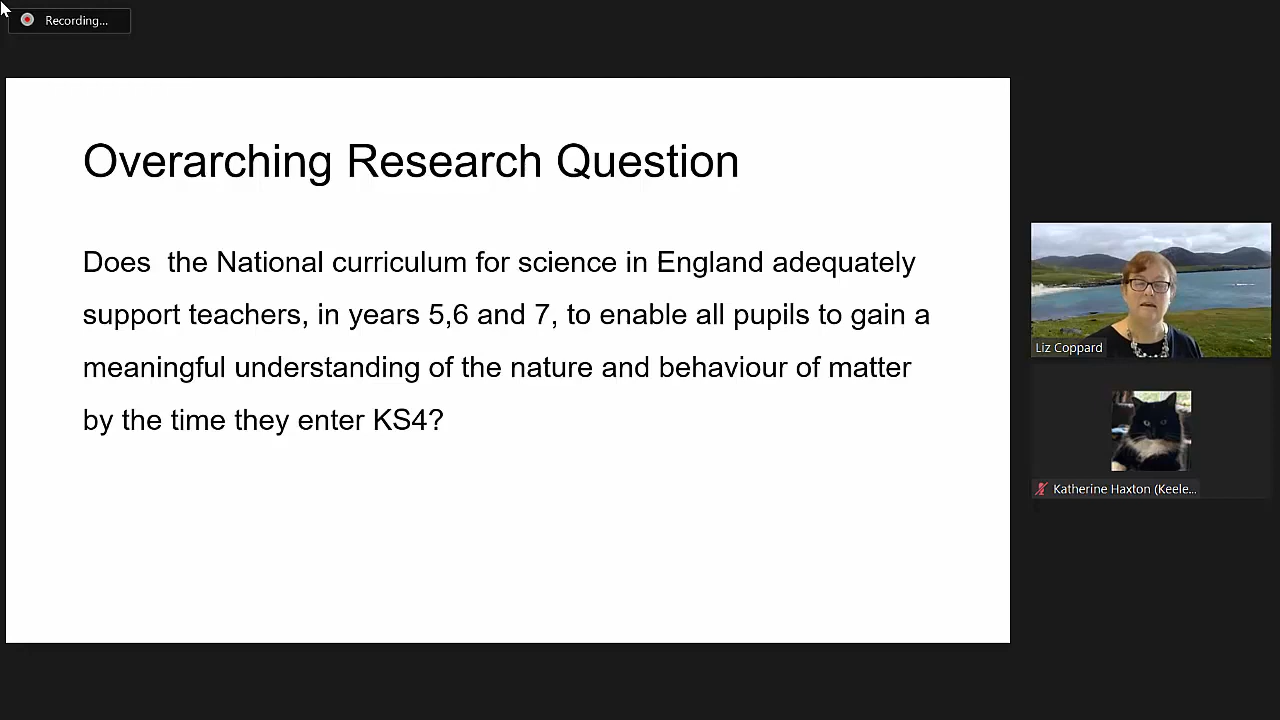 Recording...
Overarching Research Question
Does the National curriculum for science in England adequately
support teachers, in years 5,6 and 7, to enable all pupils to gain a
meaningful understanding of the nature and behaviour of matter
by the time they enter KS4?
Liz Coppard
Katherine Haxton (Keele...